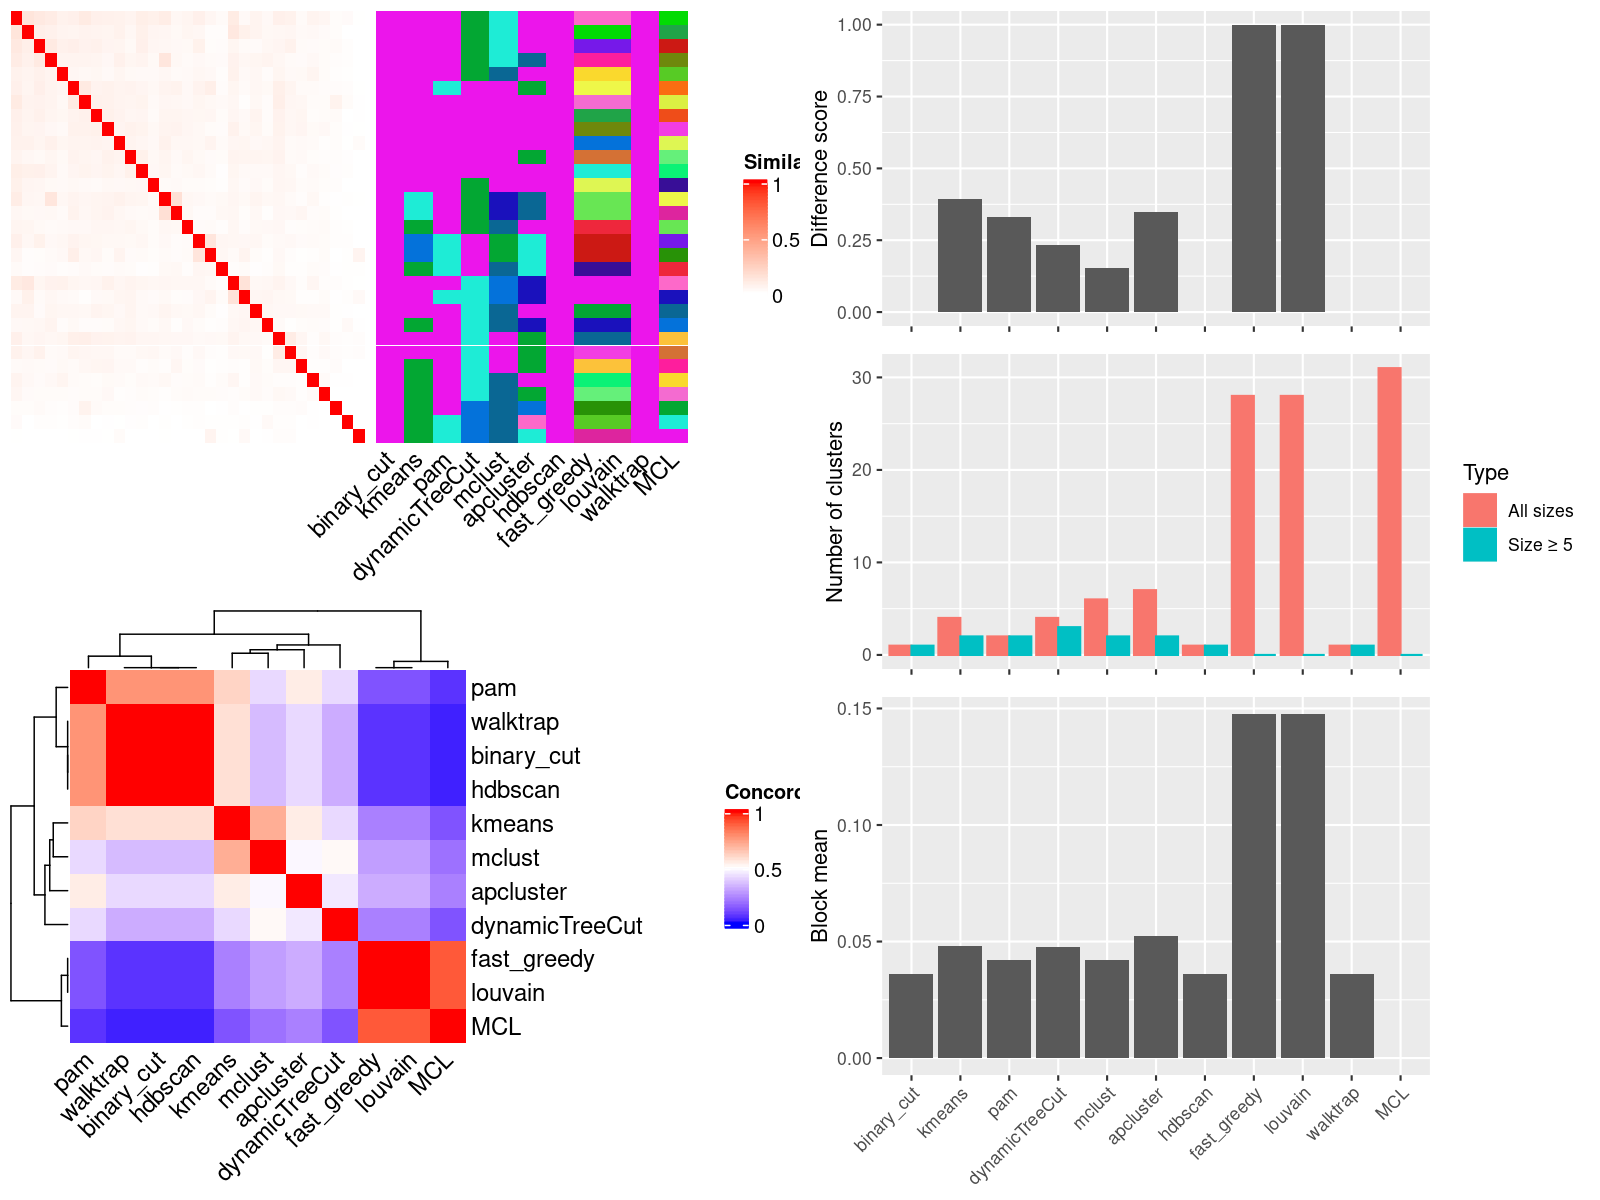 Simila
1
0.5
0
binary_cut
kmeans
pam
dynamicTreeCut
mclust
apcluster
hdbscan
fast_greedy
louvain
walktrap
MCL
Difference score
1.00
0.75
0.50
0.25
0.00
Number of clusters
30
20
10
0
Type
All sizes
Size ≥ 5
pam
walktrap
binary_cut
hdbscan
kmeans
mclust
apcluster
dynamicTreeCut
fast_greedy
louvain
MCL
Concord
1
0.5
0
pam
walktrap
binary_cut
hdbscan
kmeans
mclust
apcluster
dynamicTreeCut
fast_greedy
louvain
MCL
Block mean
0.15
0.10
0.05
0.00
binary_cut
kmeans
pam
dynamicTreeCut
mclust
apcluster
hdbscan
fast_greedy
louvain
walktrap
MCL